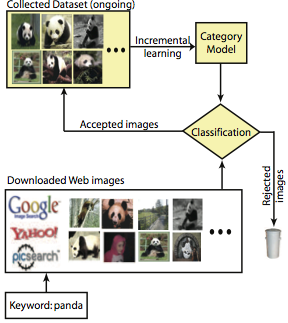 Collected Dataset (ongoing)
Incremental
learning
Category
Model
Accepted images
Classification
Rejected
images
Downloaded Web images
Google
Image Search
YAHOO!
picsearch
Keyword: panda